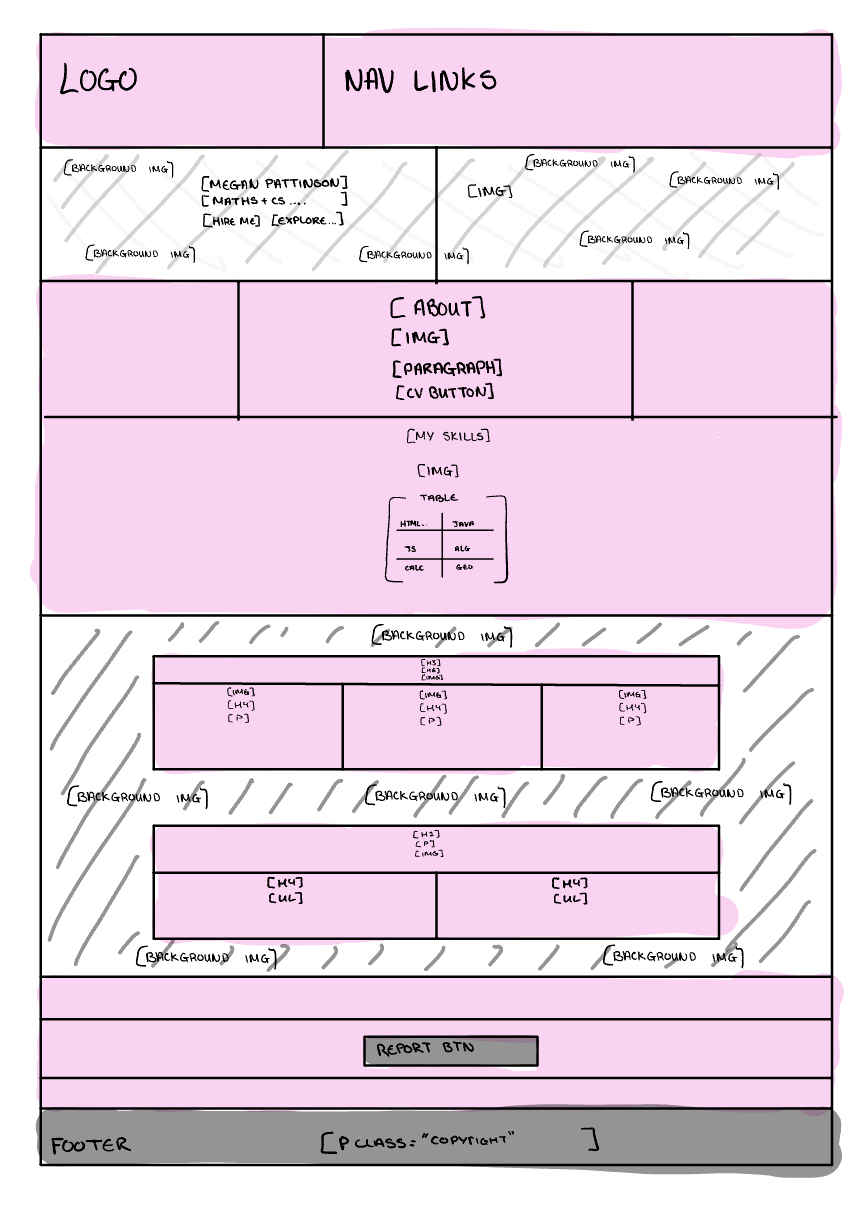 LOGO
NAV LINKS
[BACKGROUND IMG]
[MEGAN PATTINSON]
[MATHS + CS .... ]
[HIRE ME] [EXPLORE...]
[BACKGROUND IMG]
[BACKGROUND IMG]
[BACKGROUND IMG]
[BACKGROUND IMG]
[IMG]
[BACKGROUND IMG]
[ABOUT]
[IMG]
[PARAGRAPH]
[CV BUTTON]
[MY SKILLS]
[IMG]
TABLE
HTML.. JAVA
JS ALG
CALC GEO
[BACKGROUND IMG]
[H3]
[H6]
[IMG]
[IMG] [IMG] [IMG]
[H4] [H4] [H4]
[P] [P] [P]
[BACKGROUND IMG] [BACKGROUND IMG] [BACKGROUND IMG]
[H2]
[P]
[IMG]
[H4] [H4]
[UL] [UL]
[BACKGROUND IMG] [BACKGROUND IMG]
REPORT BTN
FOOTER [P CLASS = "COPYRIGHT" ]